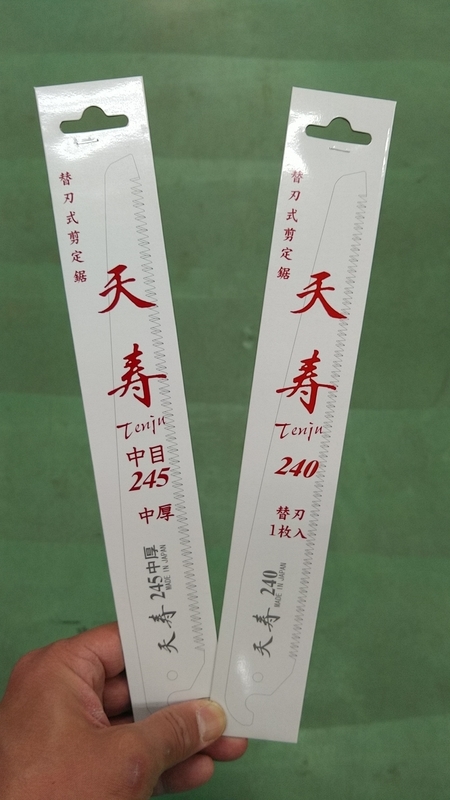 替刃式剪定鋸
天寿
Tenju
中目
245
中厚
天寿 245中厚
MADE IN JAPAN
替刃式剪定鋸
天寿
Tenju
240
替刃
1枚入
天寿 240
MADE IN JAPAN